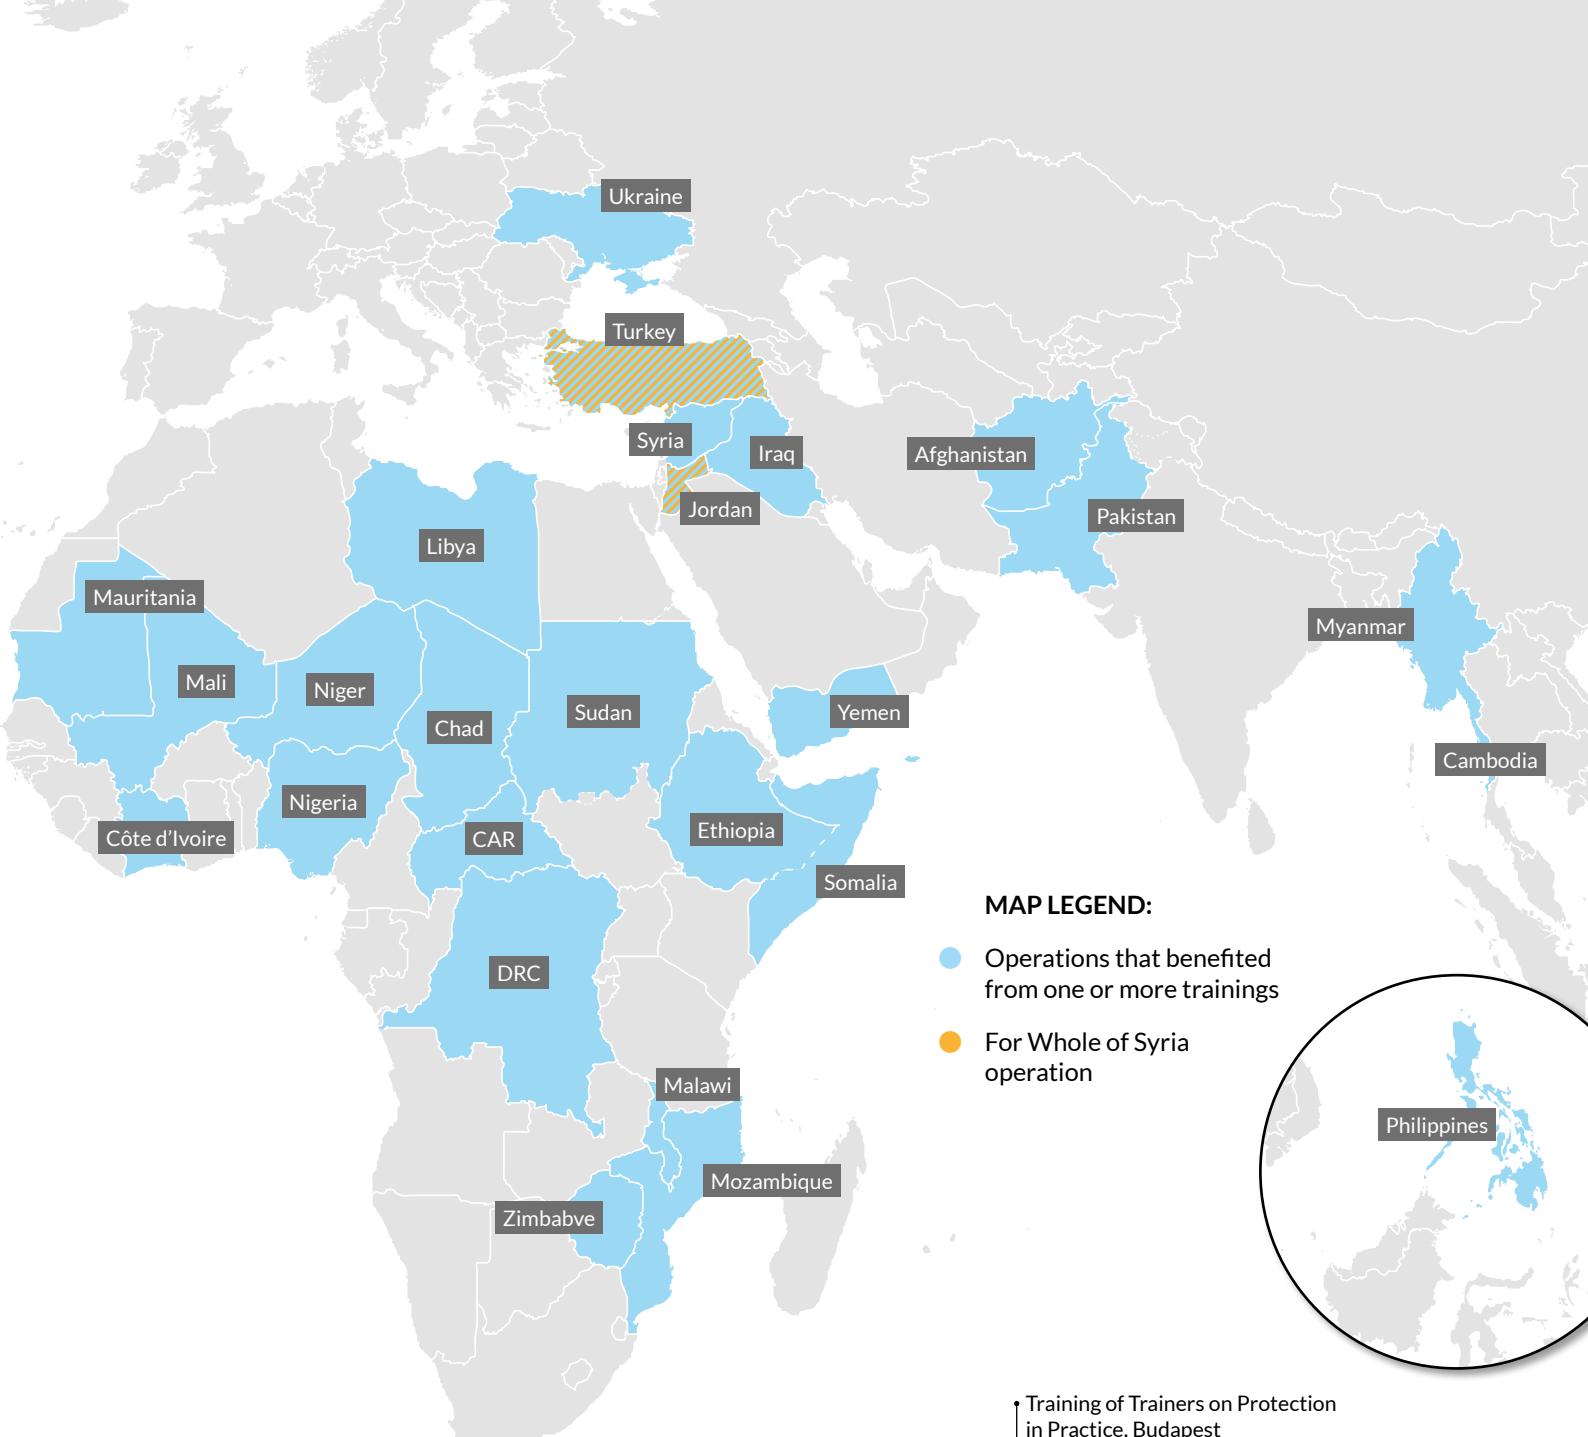 Ukraine
Turkey
Syria
Iraq
Afghanistan
Jordan
Pakistan
Libya
Mauritania
Myanmar
Mali
Niger
Sudan
Yemen
Chad
Cambodia
Nigeria
Côte d'Ivoire
CAR
Ethiopia
Somalia
MAP LEGEND:
Operations that benefited
from one or more trainings
For Whole of Syria
operation
DRC
Malawi
Philippines
Mozambique
Zimbabve
Training of Trainers on Protection
in Practice, Budapest